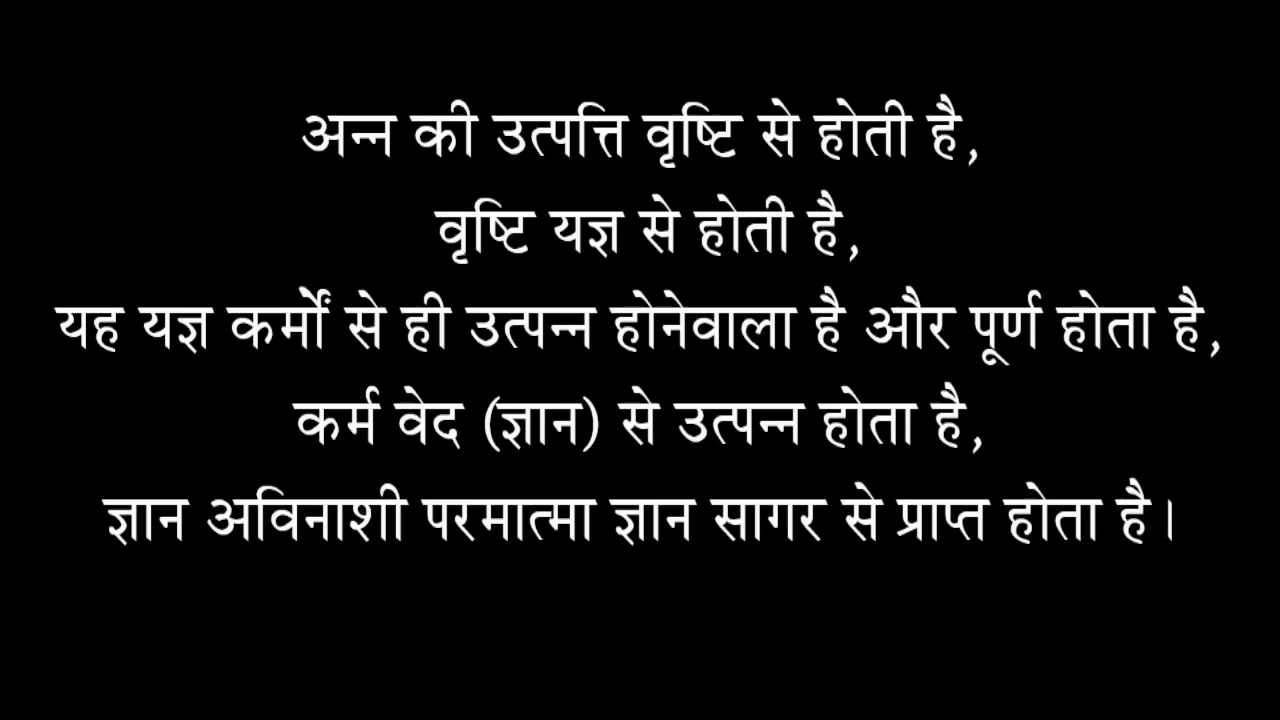 अन्न की उत्पत्ति वृष्टि से होती है,
वृष्टि यज्ञ से होती है,
यह यज्ञ कर्मों से ही उत्पन्न होनेवाला है और पूर्ण होता है,
कर्म वेद (ज्ञान) से उत्पन्न होता है,
ज्ञान अविनाशी परमात्मा ज्ञान सागर से प्राप्त होता है।